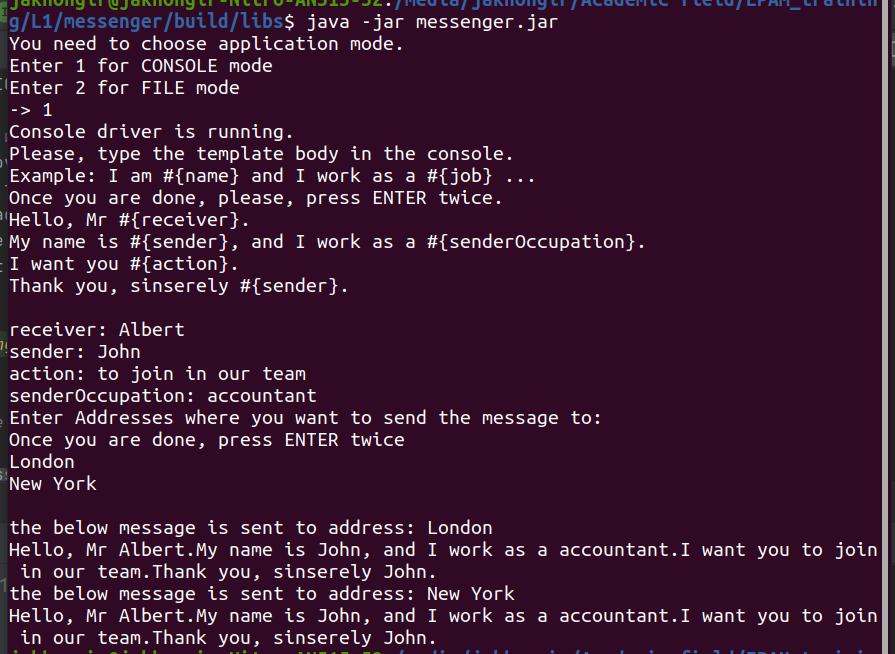 g/L1/messenger/build/libs$ java -jar messenger.jar
You need to choose application mode.
Enter 1 for CONSOLE mode
Enter 2 for FILE mode
-> 1
Console driver is running.
Please, type the template body in the console.
Example: I am #{name} and I work as a #{job} ...
Once you are done, please, press ENTER twice.
Hello, Mr #{receiver}.
My name is #{sender}, and I work as a #{senderOccupation}.
I want you #{action}.
Thank you, sinserely #{sender}.
receiver: Albert
sender: John
action: to join in our team
senderOccupation: accountant
Enter Addresses where you want to send the message to:
Once you are done, press ENTER twice
London
New York
the below message is sent to address: London
Hello, Mr Albert.My name is John, and I work as a accountant.I want you to join
in our team.Thank you, sinserely John.
the below message is sent to address: New York
Hello, Mr Albert.My name is John, and I work as a accountant.I want you to join
in our team.Thank you, sinserely John.